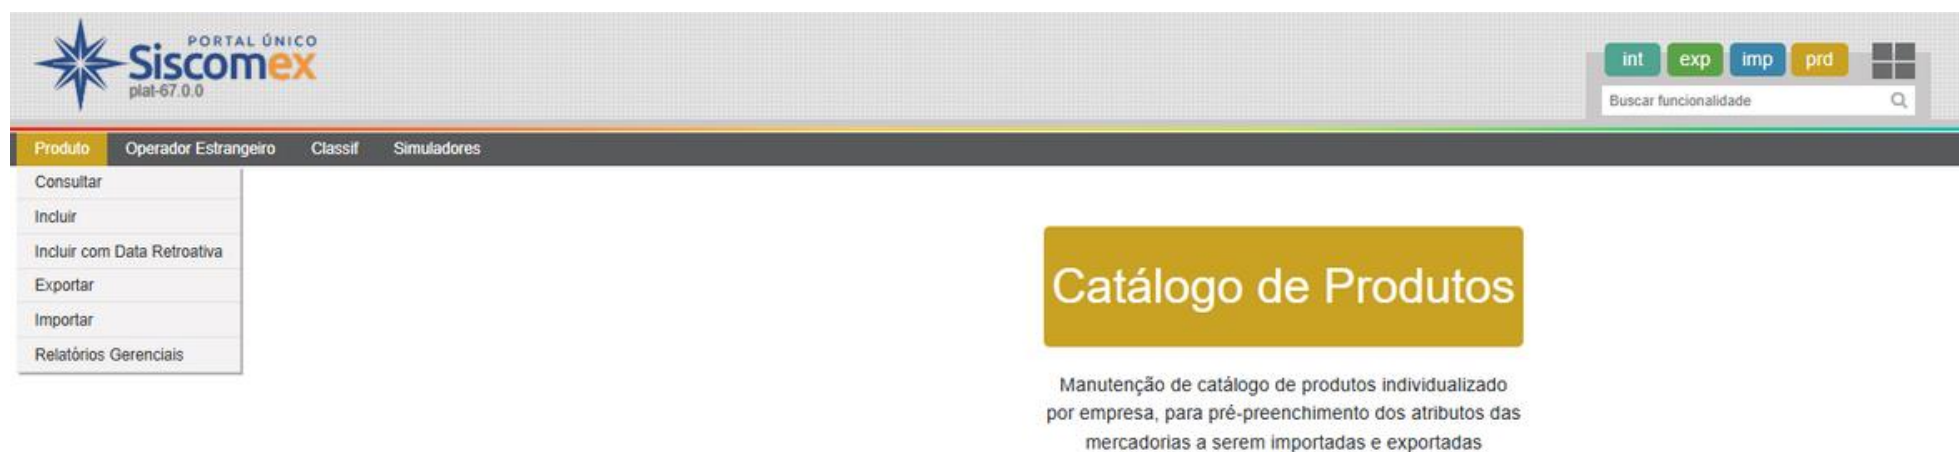 PORTAL ÚNICO
Siscomex
plat-67.0.0
int exp imp prd
Buscar funcionalidade
Produto Operador Estrangeiro Classif Simuladores
Consultar
Incluir
Incluir com Data Retroativa
Exportar
Importar
Relatórios Gerenciais
Catálogo de Produtos
Manutenção de catálogo de produtos individualizado
por empresa, para pré-preenchimento dos atributos das
mercadorias a serem importadas e exportadas